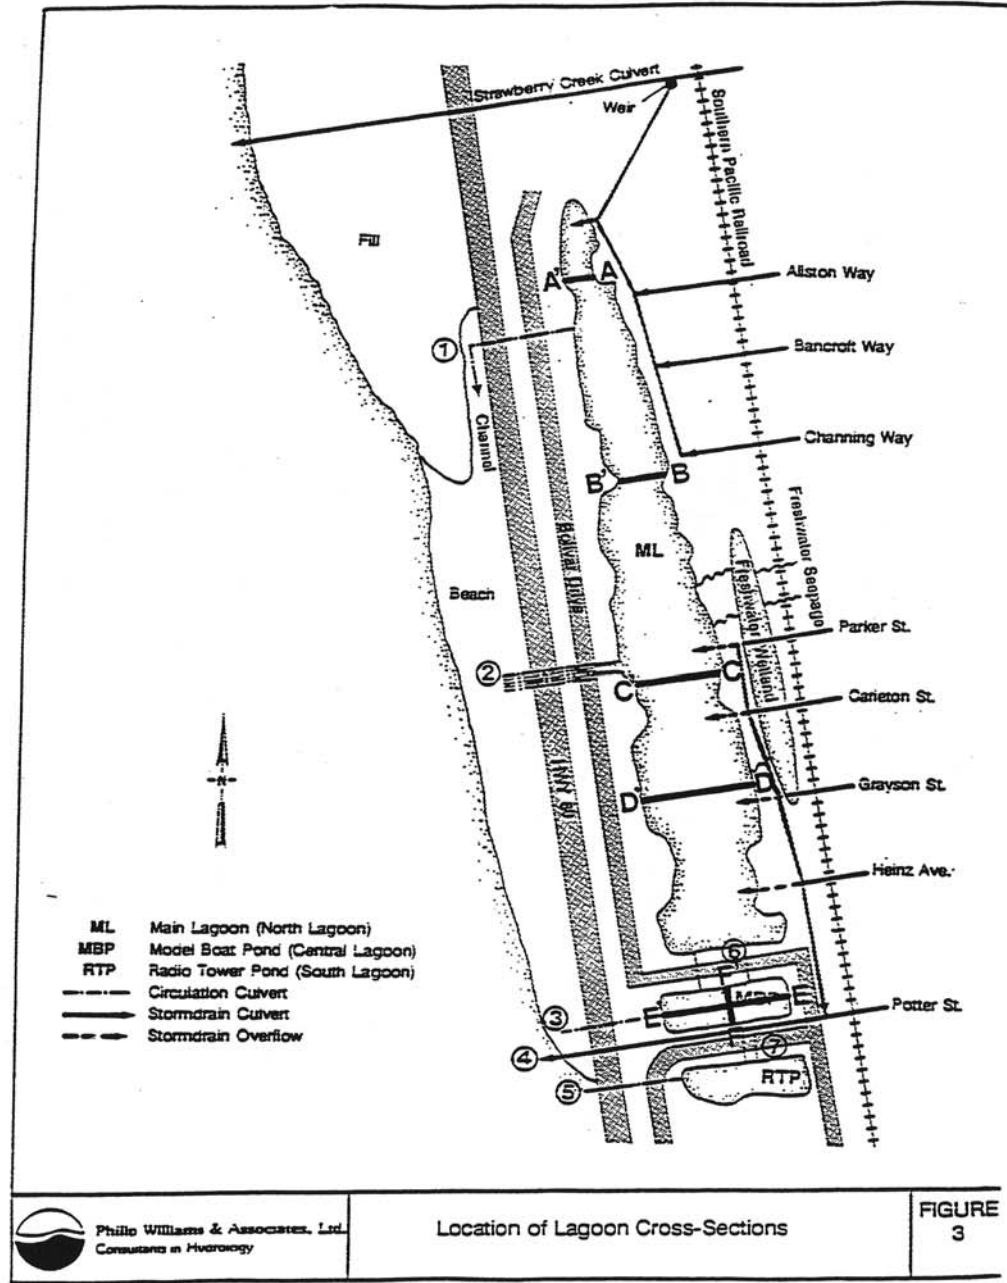 Strawberry Creek Culvert
Weir
Southern Pacific Railroad
Fill
A'
A
Allston Way
1
Bancroft Way
Channel
Channing Way
B'
B
ML
Freshwater Seepage
Bolivar Drive
Freshwater Wetland
Beach
Parker St.
2
C
C
Carleton St.
N
HWY 80
D'
D
Grayson St.
Heinz Ave.
ML Main Lagoon (North Lagoon)
MBP Model Boat Pond (Central Lagoon)
RTP Radio Tower Pond (South Lagoon)
Circulation Culvert
Stormdrain Culvert
Stormdrain Overflow
6
F'
MBP
E
E
3
Potter St.
4
7
RTP
5
Philip Williams & Associates, Ltd.
Consultants in Hydrology
Location of Lagoon Cross-Sections
FIGURE
3